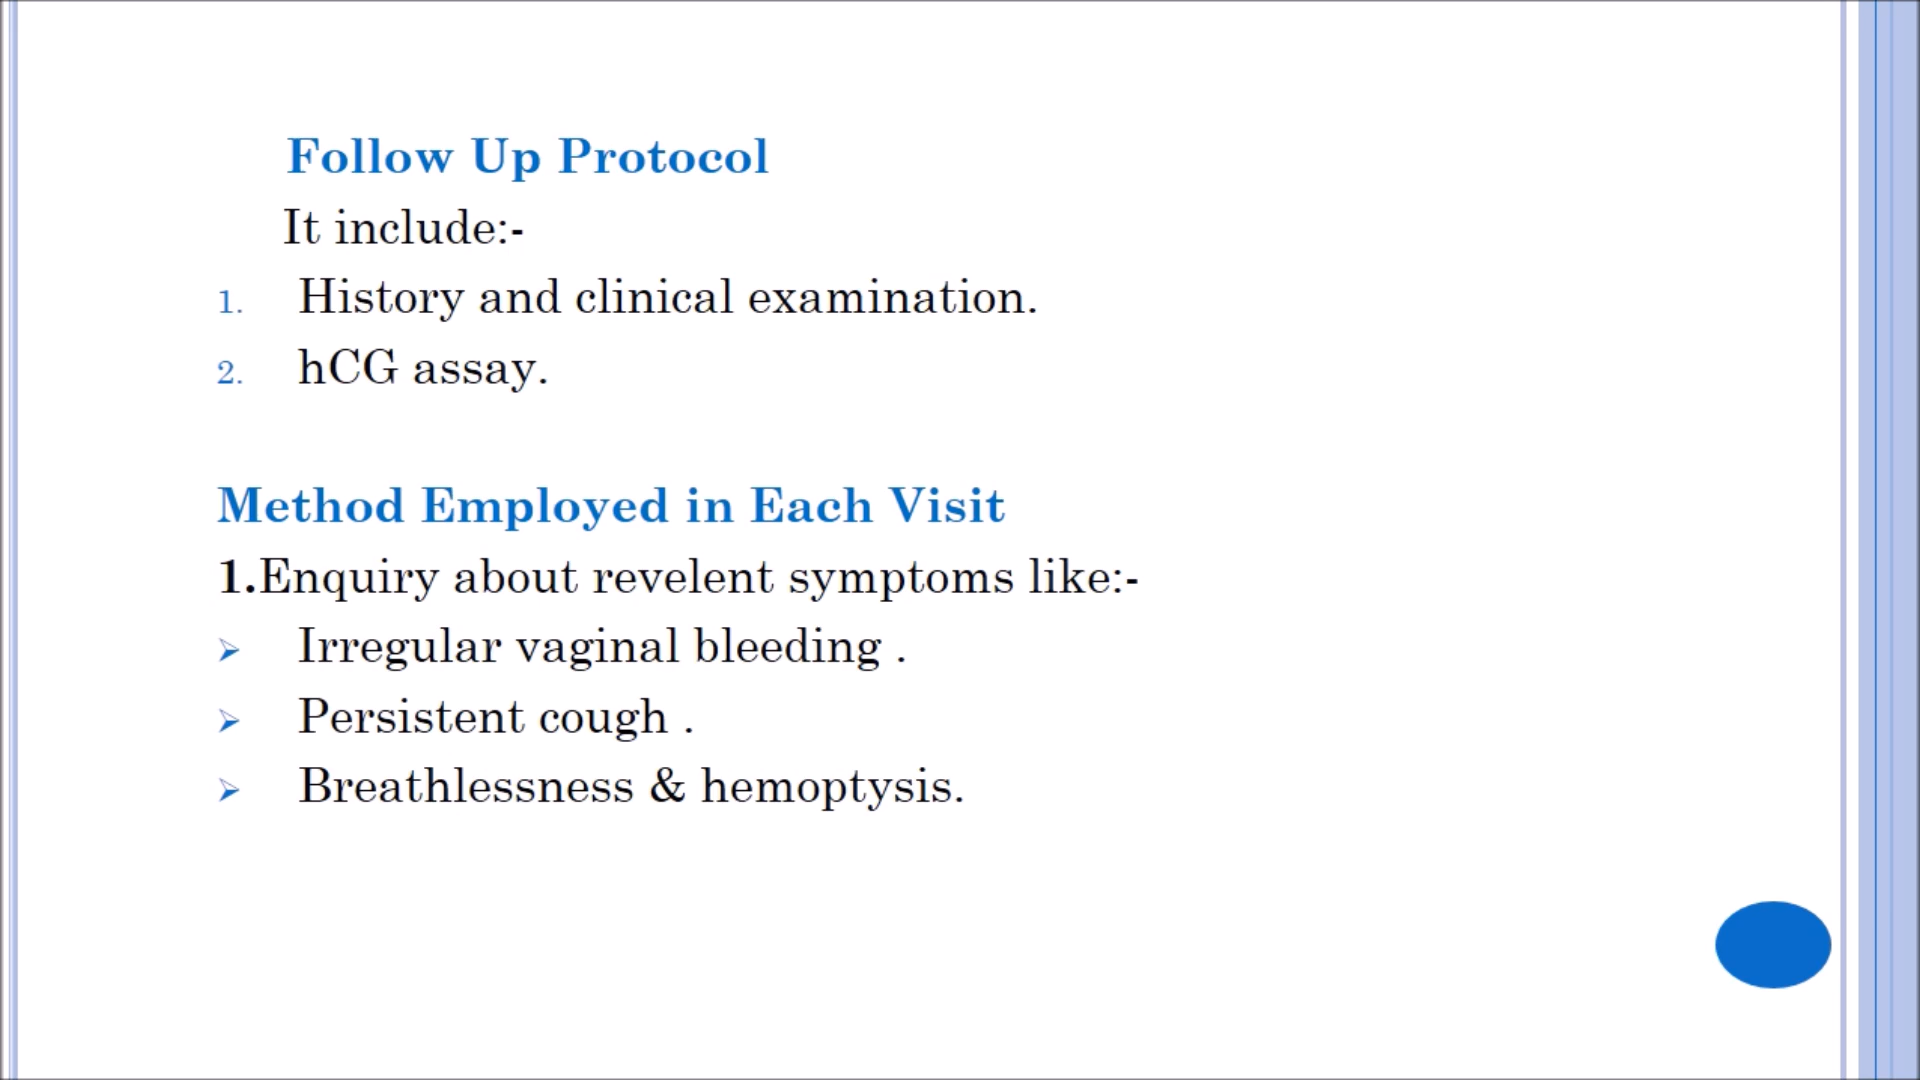 Follow Up Protocol
It include:-
1. History and clinical examination.
2. hCG assay.
Method Employed in Each Visit
1.Enquiry about revelent symptoms like:-
➢ Irregular vaginal bleeding .
➢ Persistent cough .
➢ Breathlessness & hemoptysis.